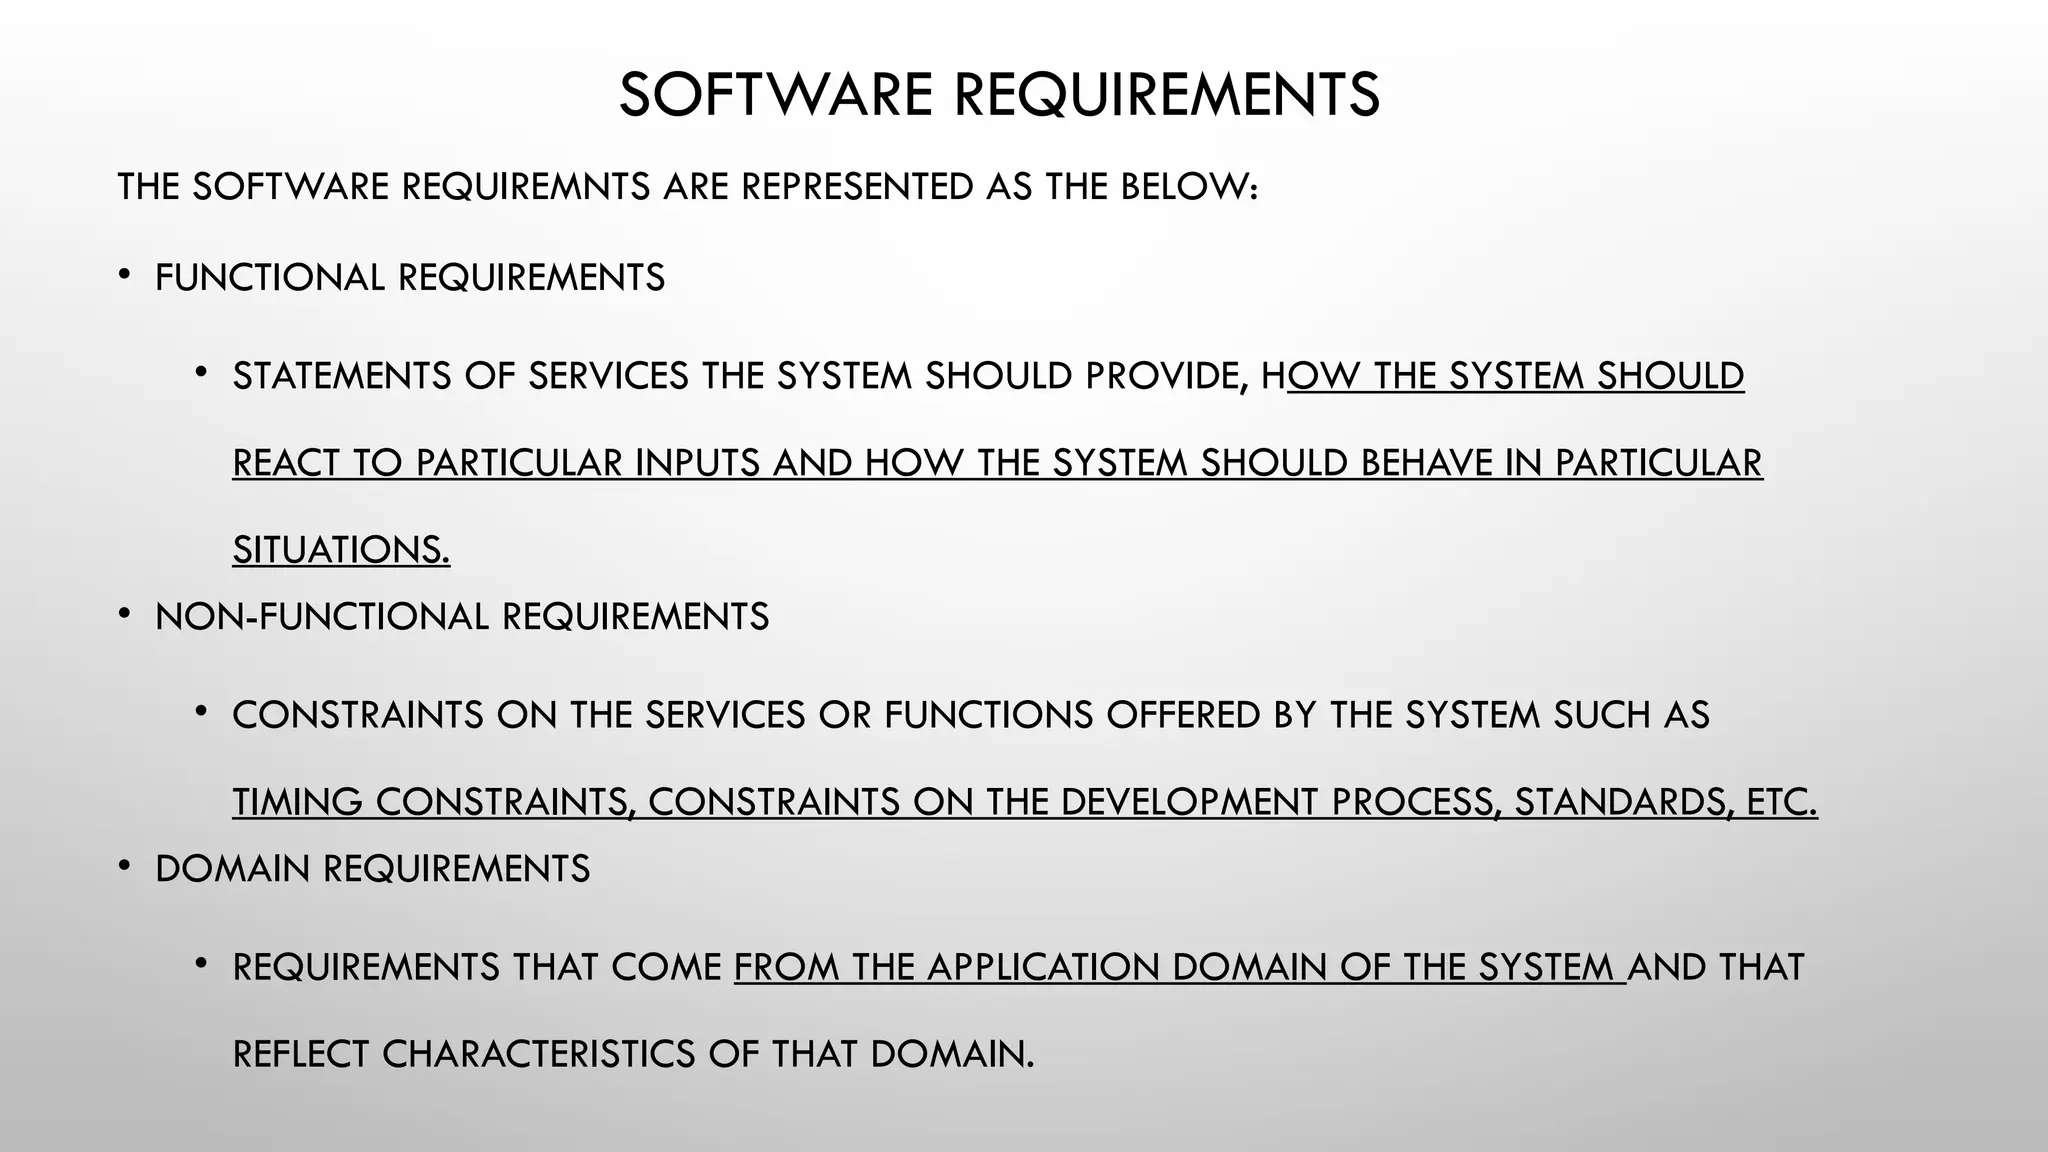 SOFTWARE REQUIREMENTS
THE SOFTWARE REQUIREMNTS ARE REPRESENTED AS THE BELOW:
• FUNCTIONAL REQUIREMENTS
• STATEMENTS OF SERVICES THE SYSTEM SHOULD PROVIDE, HOW THE SYSTEM SHOULD
REACT TO PARTICULAR INPUTS AND HOW THE SYSTEM SHOULD BEHAVE IN PARTICULAR
SITUATIONS.
• NON-FUNCTIONAL REQUIREMENTS
• CONSTRAINTS ON THE SERVICES OR FUNCTIONS OFFERED BY THE SYSTEM SUCH AS
TIMING CONSTRAINTS, CONSTRAINTS ON THE DEVELOPMENT PROCESS, STANDARDS, ETC.
• DOMAIN REQUIREMENTS
• REQUIREMENTS THAT COME FROM THE APPLICATION DOMAIN OF THE SYSTEM AND THAT
REFLECT CHARACTERISTICS OF THAT DOMAIN.